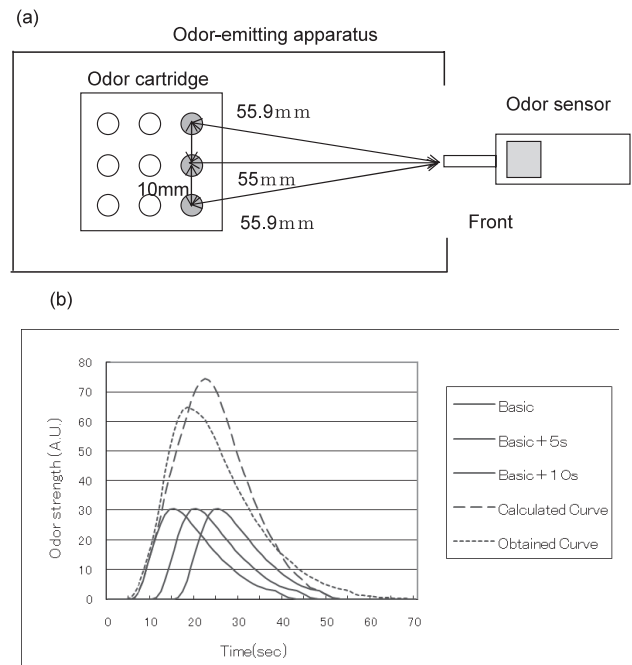 (a)
Odor-emitting apparatus
Odor cartridge
Odor sensor
55.9mm
55mm
10mm
55.9mm
Front
(b)
Odor strength (A.U.)
80
70
60
50
40
30
20
10
0
0 10 20 30 40 50 60 70
Time(sec)
Basic
Basic+5s
Basic+10s
Calculated Curve
Obtained Curve